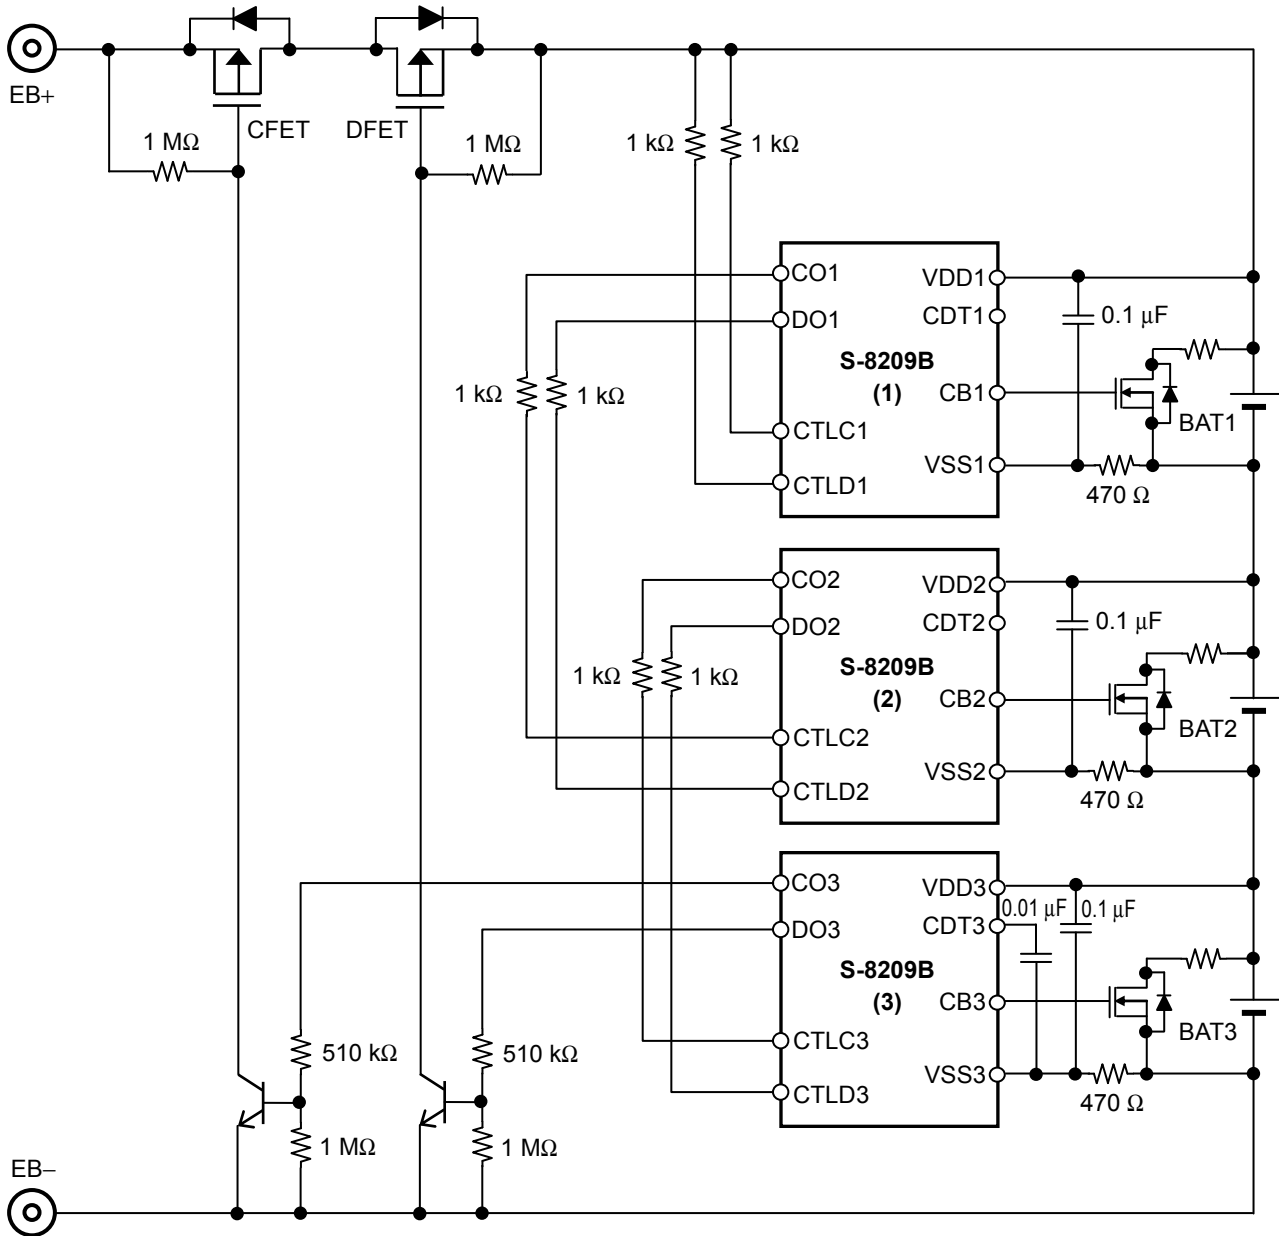 EB+
CFET
DFET
1 MΩ
1 MΩ
1 kΩ
1 kΩ
CO1
VDD1
DO1
CDT1
0.1 μF
S-8209B
(1)
CB1
1 kΩ
1 kΩ
BAT1
CTLC1
VSS1
CTLD1
470 Ω
CO2
VDD2
DO2
CDT2
0.1 μF
S-8209B
(2)
1 kΩ
1 kΩ
CB2
BAT2
CTLC2
VSS2
CTLD2
470 Ω
CO3
VDD3
0.01 μF
0.1 μF
DO3
CDT3
S-8209B
(3)
CB3
BAT3
510 kΩ
510 kΩ
CTLC3
VSS3
CTLD3
470 Ω
1 MΩ
1 MΩ
EB−